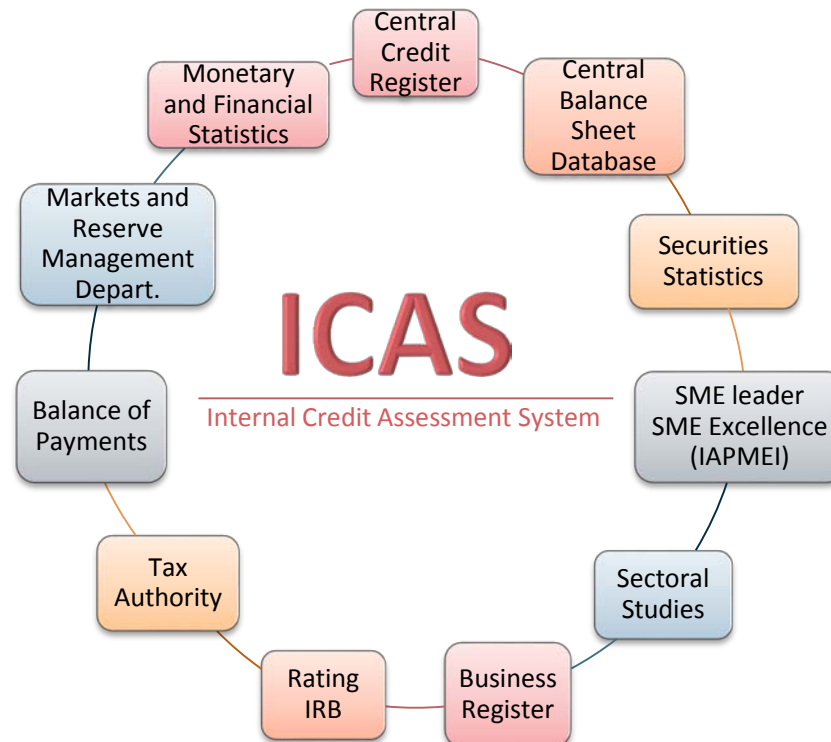 Central
Credit
Register
Central
Balance
Sheet
Database
Securities
Statistics
SME leader
SME Excellence
(IAPMEI)
Sectoral
Studies
Business
Register
Rating
IRB
Tax
Authority
Balance of
Payments
Markets and
Reserve
Management
Depart.
Monetary
and Financial
Statistics
ICAS
Internal Credit Assessment System